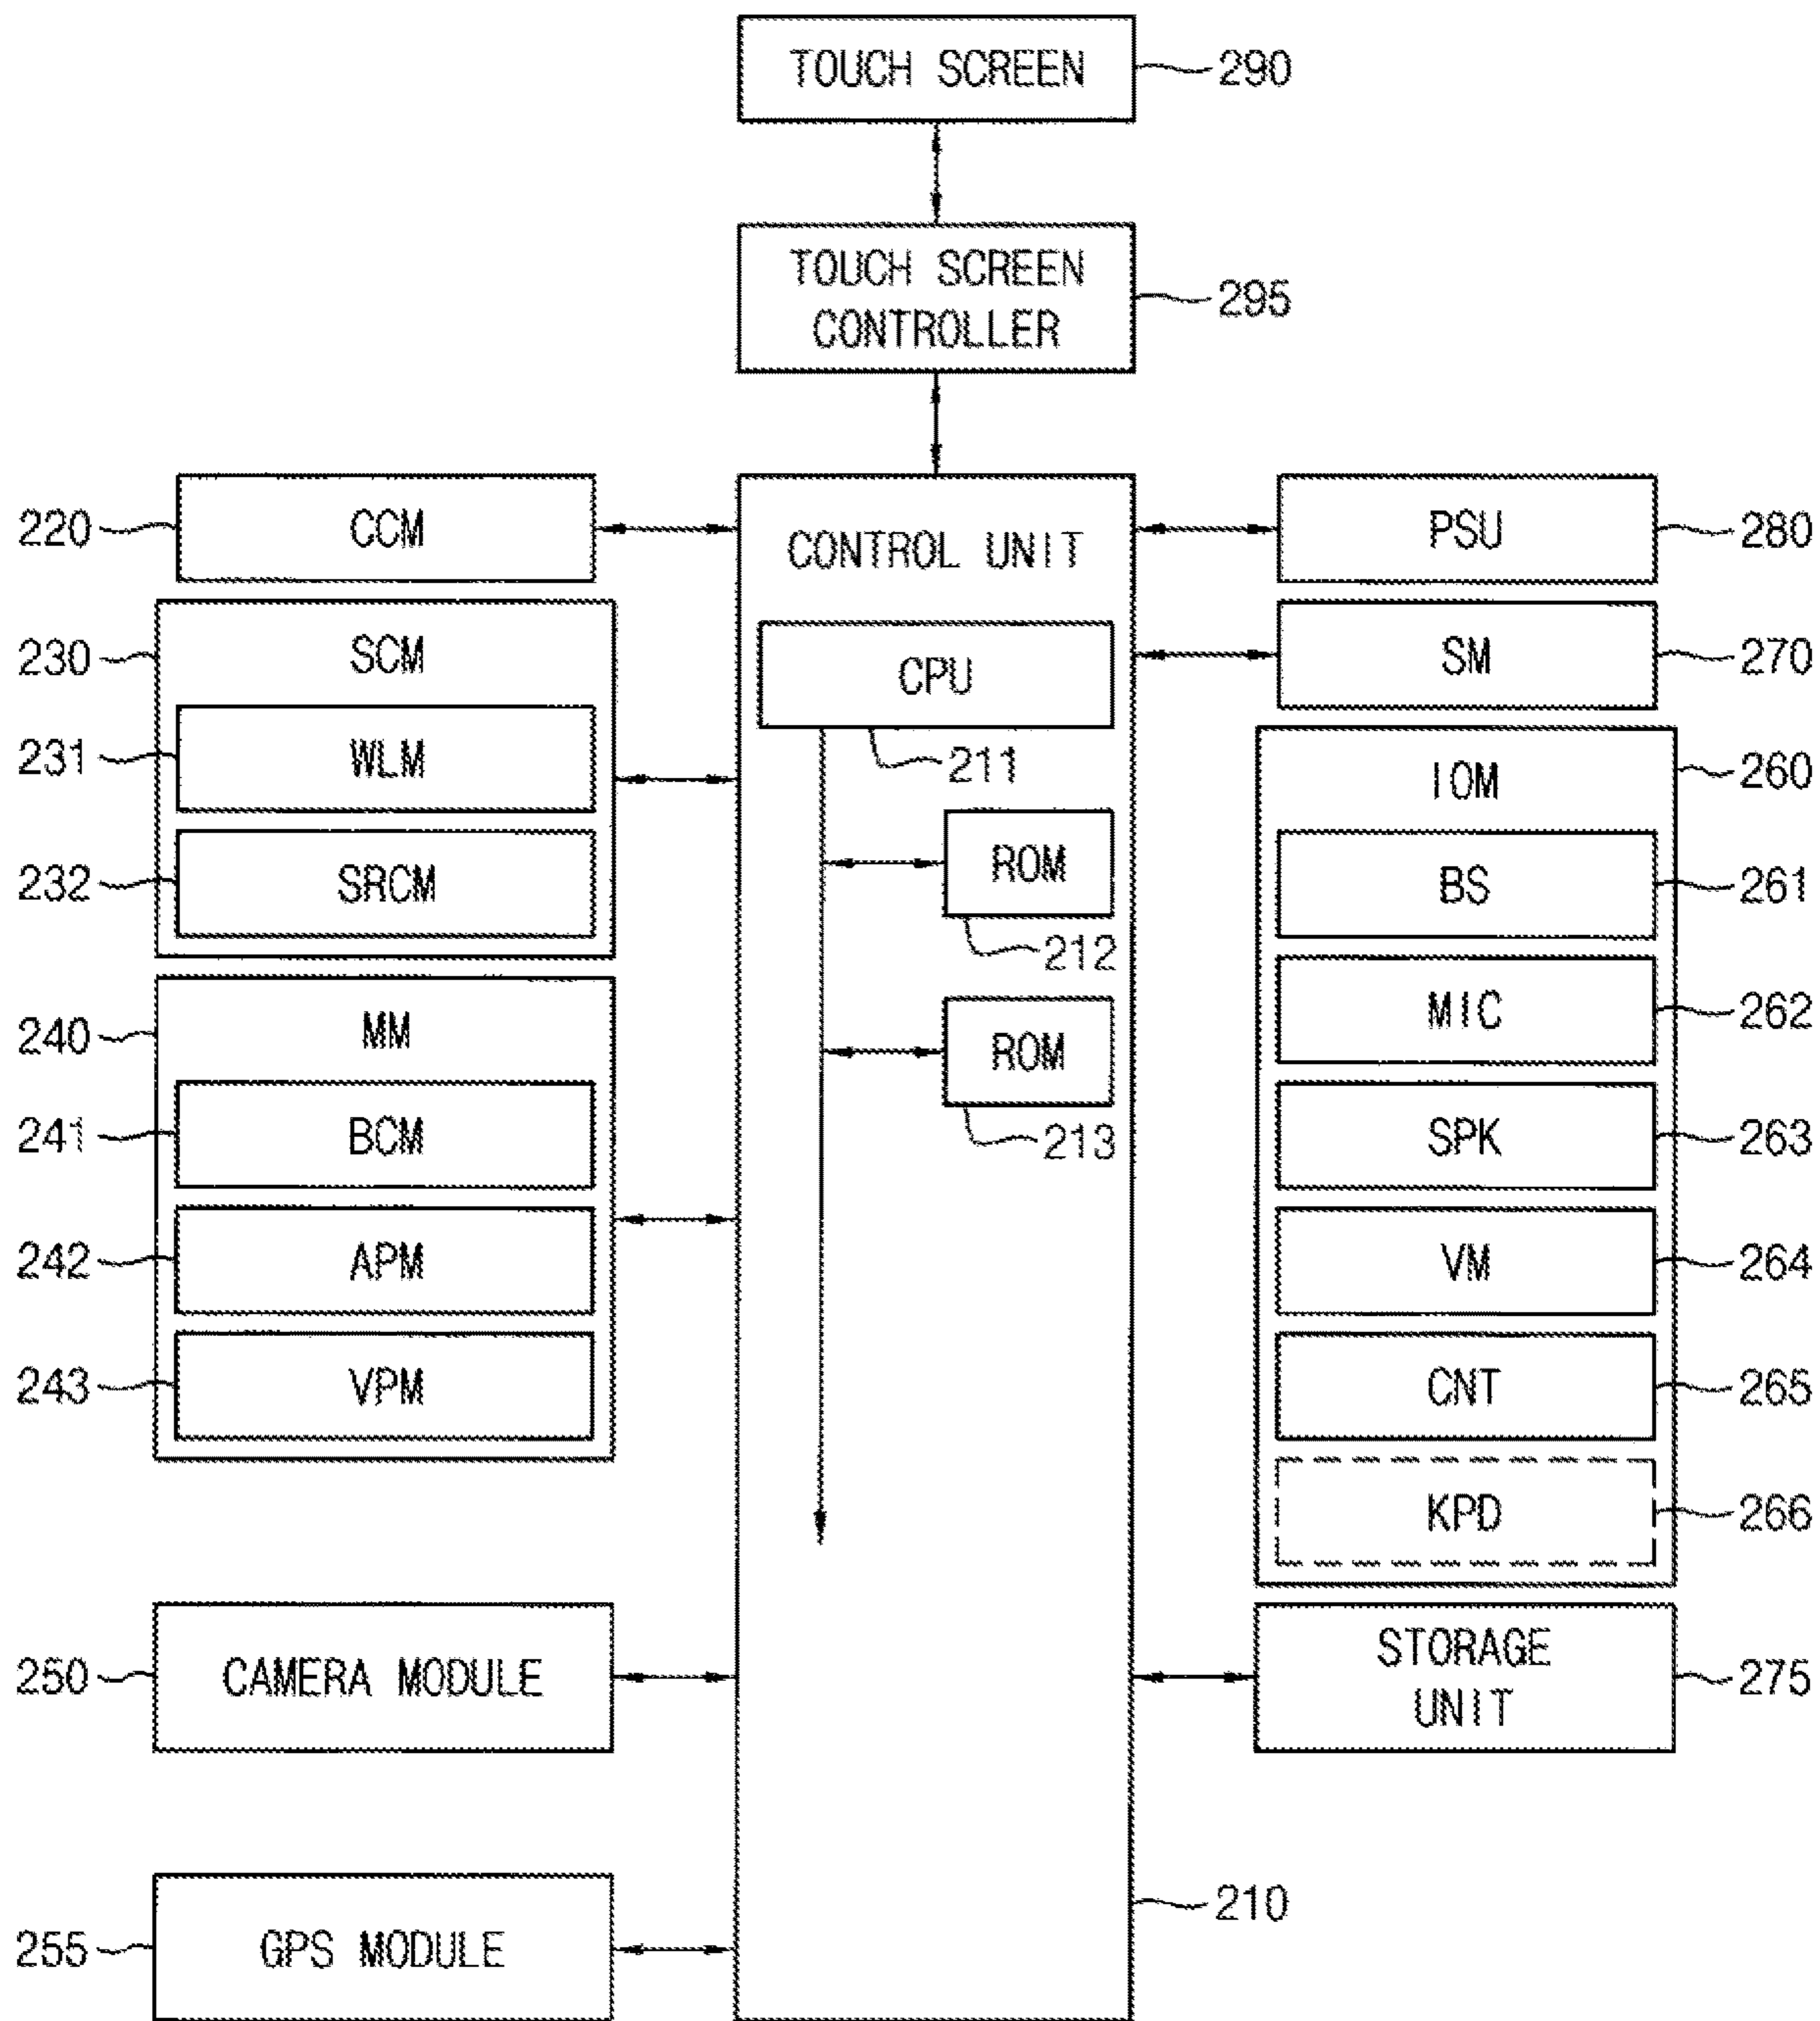 TOUCH SCREEN
290
TOUCH SCREEN
CONTROLLER
295
220
CCM
230
SCM
231
WLM
232
SRCM
240
MM
241
BCM
242
APM
243
VPM
250
CAMERA MODULE
255
GPS MODULE
CONTROL UNIT
CPU
211
ROM
212
ROM
213
210
PSU
280
SM
270
IOM
260
BS
261
MIC
262
SPK
263
VM
264
CNT
265
KPD
266
STORAGE
UNIT
275